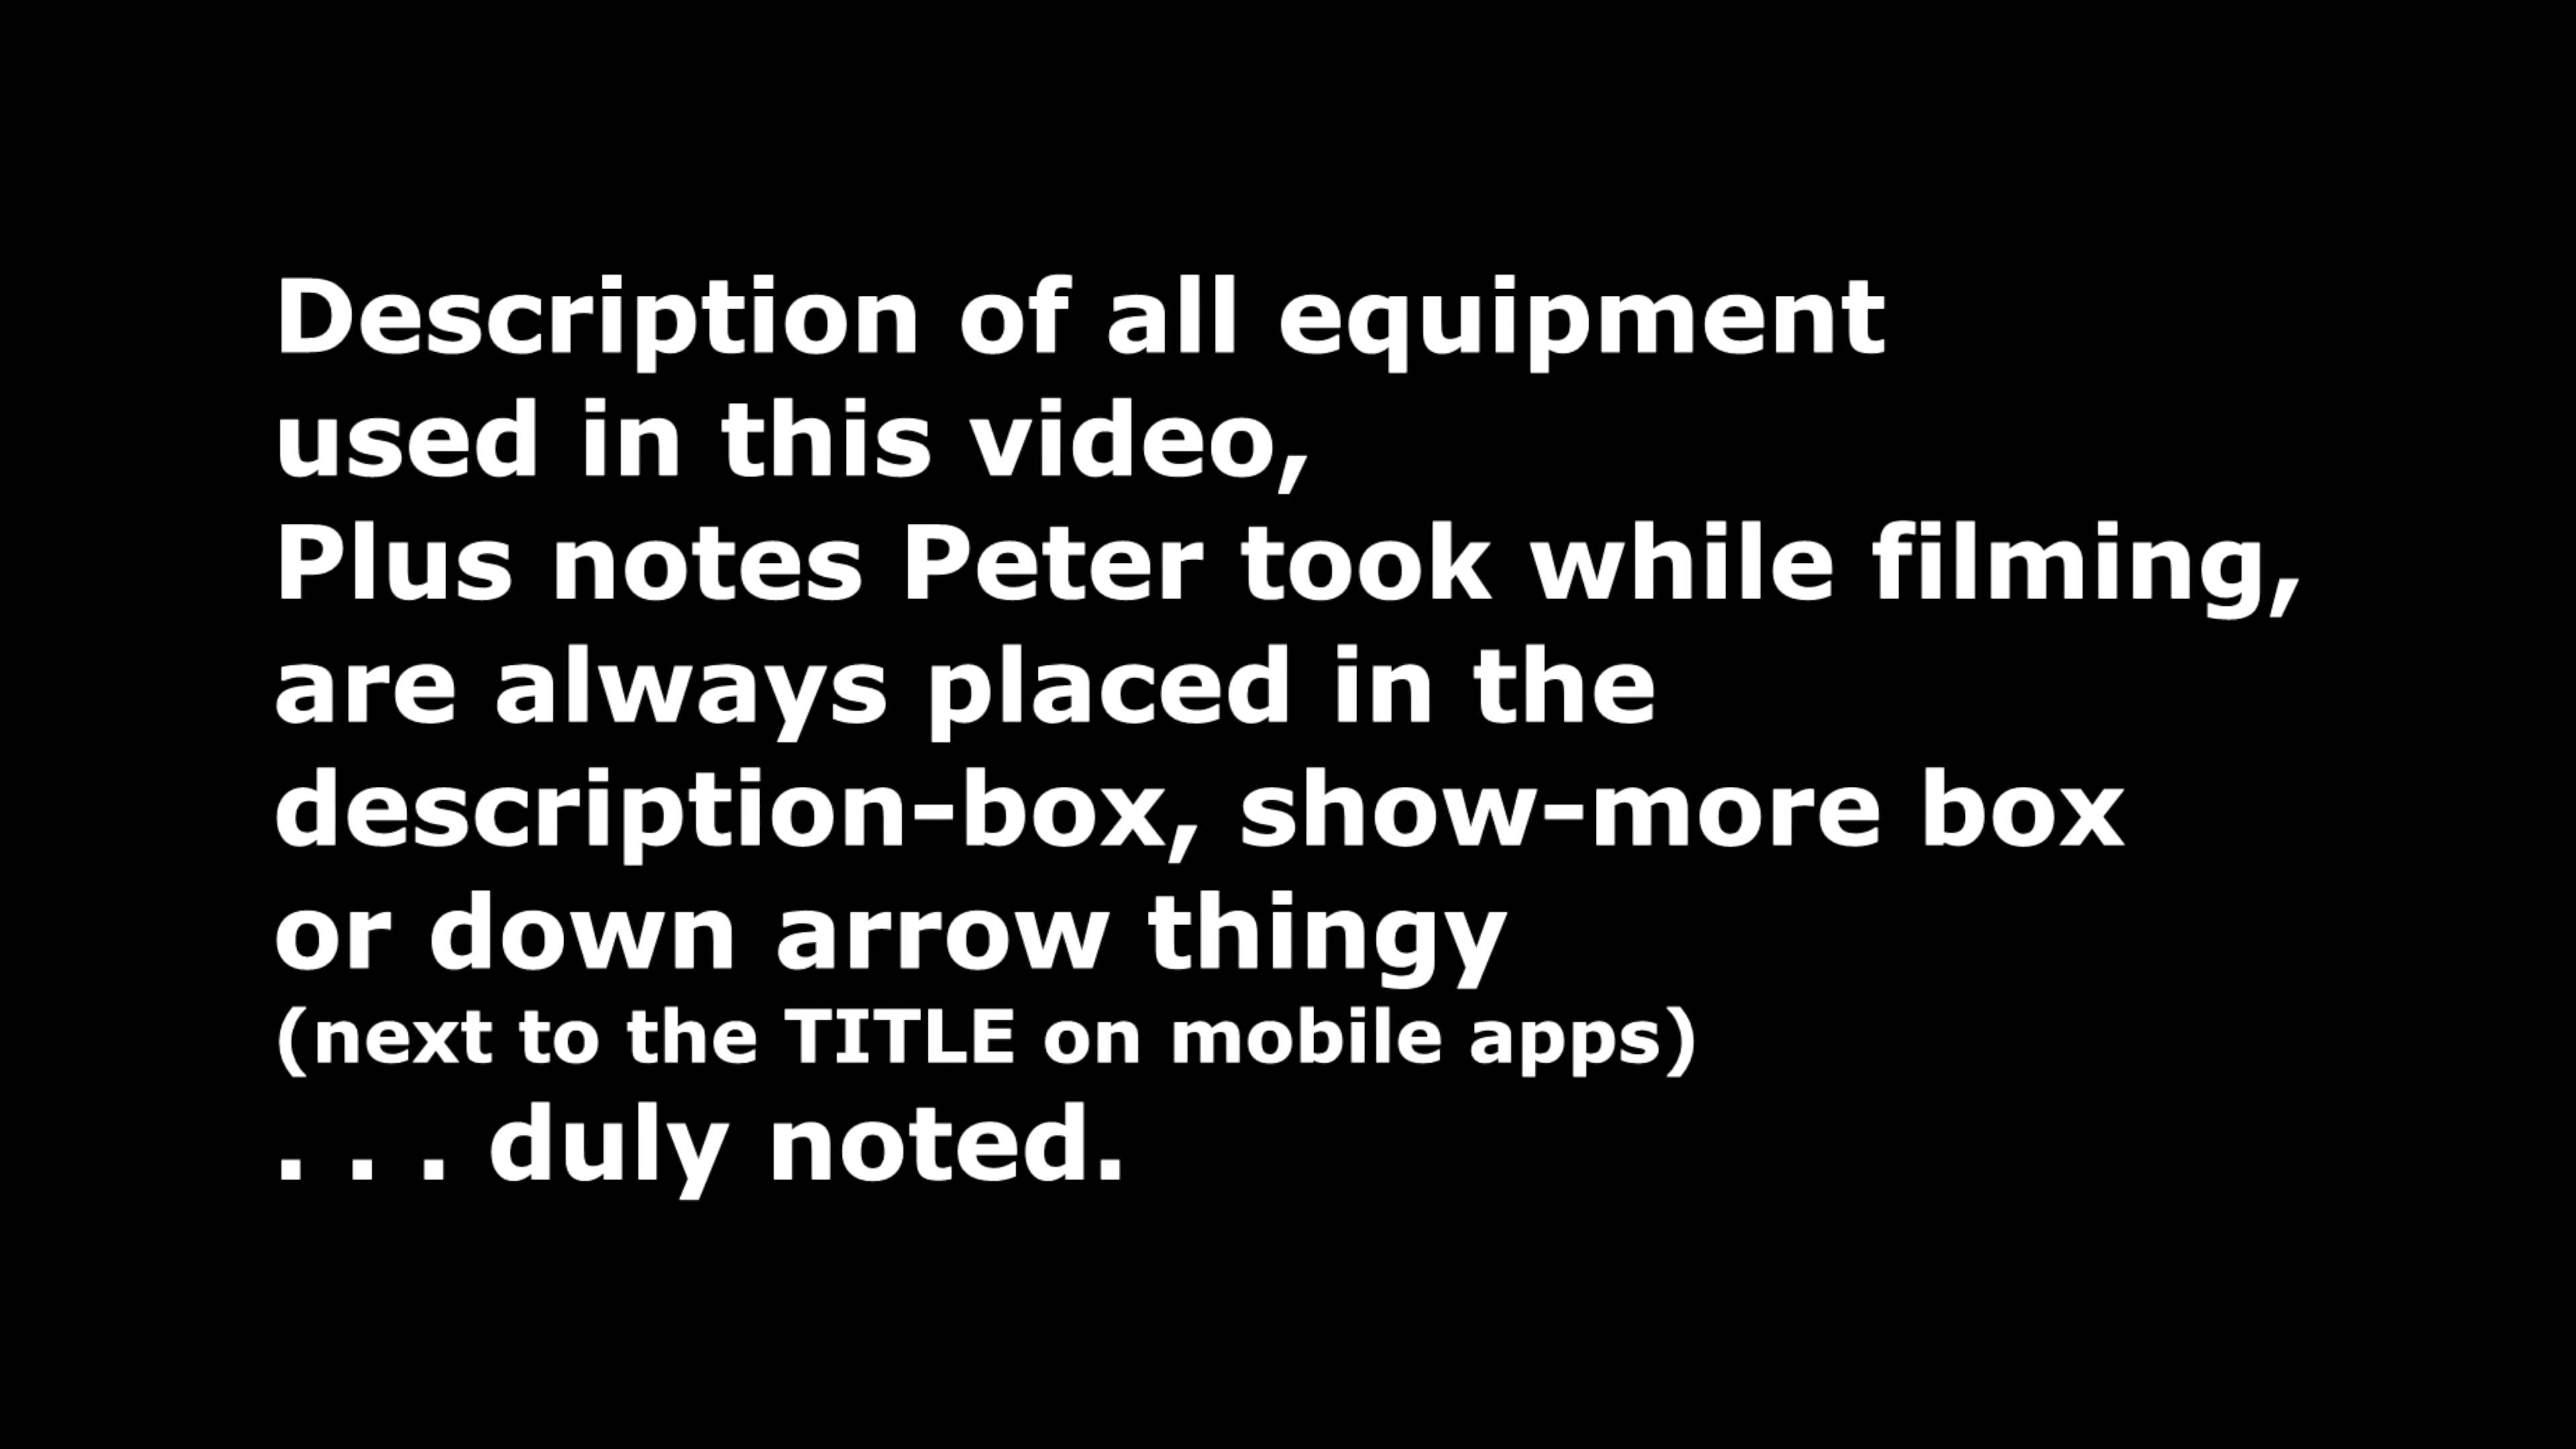 Description of all equipment
used in this video,
Plus notes Peter took while filming,
are always placed in the
description-box, show-more box
or down arrow thingy
(next to the TITLE on mobile apps)
. . . duly noted.